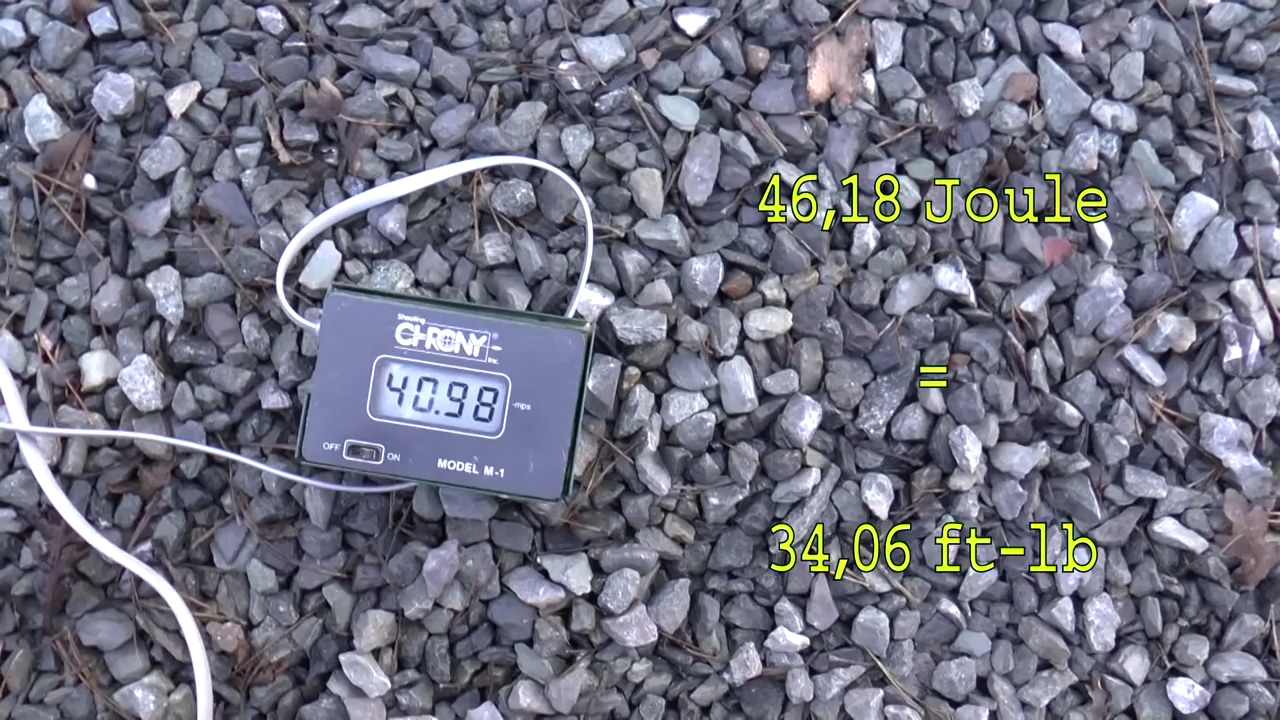 46,18 Joule
=
34,06 ft-lb
Shooting
CHRONY®
Inc.
40.98 mps
OFF ON
MODEL M-1